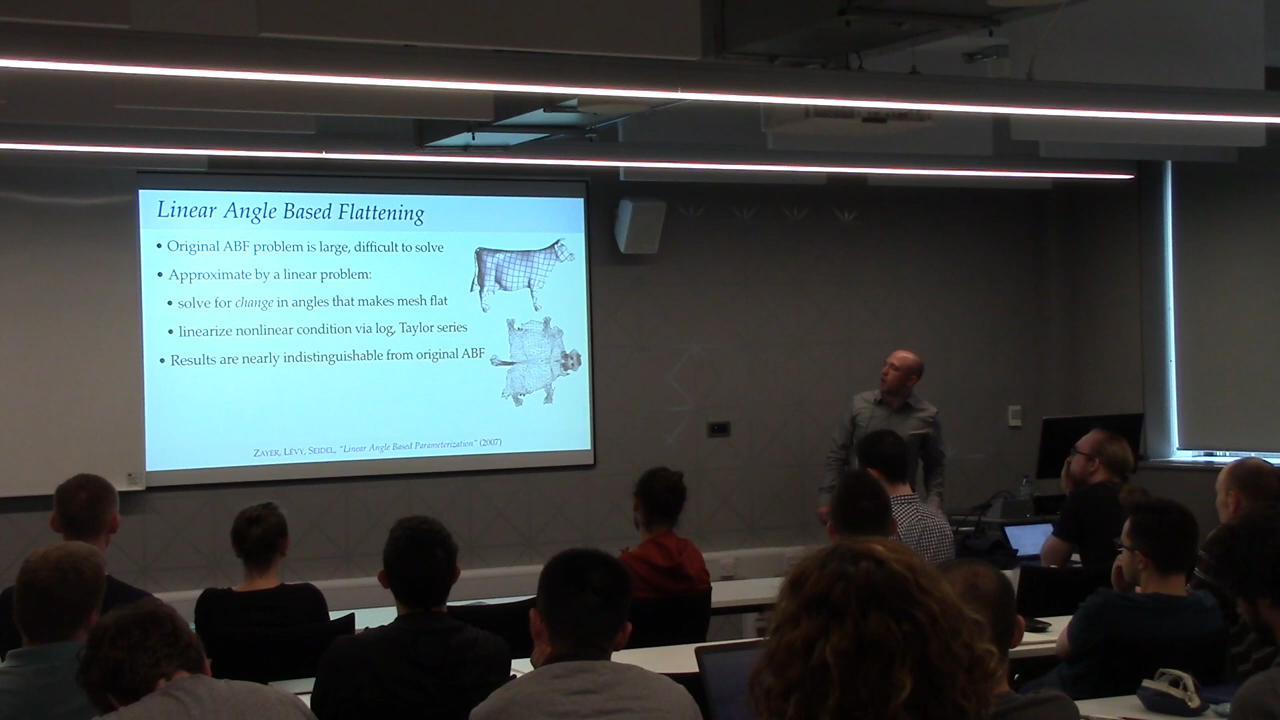 Linear Angle Based Flattening
• Original ABF problem is large, difficult to solve
• Approximate by a linear problem:
• solve for change in angles that makes mesh flat
• linearize nonlinear condition via log, Taylor series
• Results are nearly indistinguishable from original ABF
ZAYER, LÉVY, SEIDEL, "Linear Angle Based Parameterization" (2007)